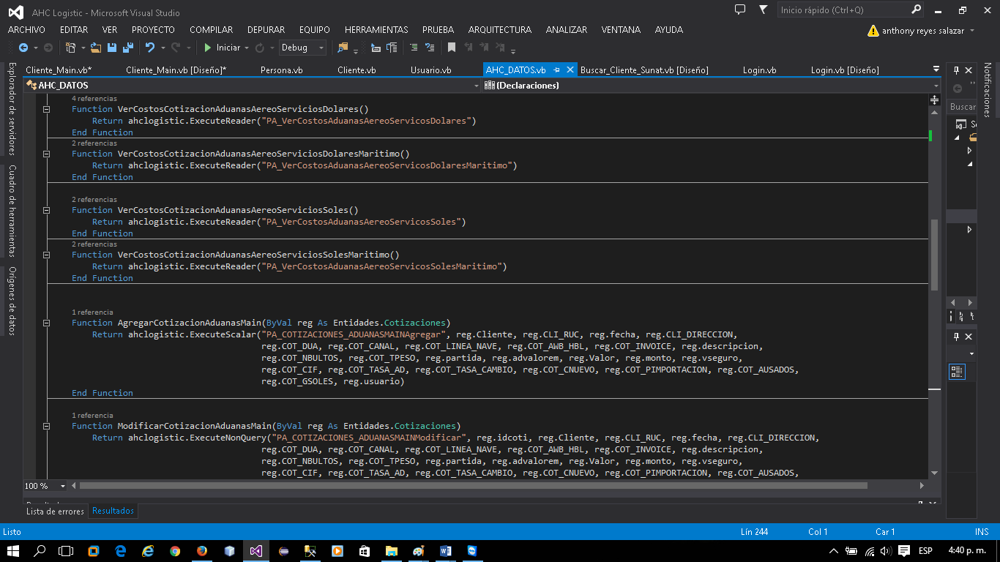 AHC Logistic - Microsoft Visual Studio
Inicio rápido (Ctrl+Q)
ARCHIVO EDITAR VER PROYECTO COMPILAR DEPURAR EQUIPO HERRAMIENTAS PRUEBA ARQUITECTURA ANALIZAR VENTANA AYUDA
anthony reyes salazar
Iniciar Debug
Cliente_Main.vb* Cliente_Main.vb [Diseño]* Persona.vb Cliente.vb Usuario.vb AHC_DATOS.vb Buscar_Cliente_Sunat.vb [Diseño] Login.vb Login.vb [Diseño]
AHC_DATOS (Declaraciones)
Explorador de servidores
Cuadro de herramientas
Orígenes de datos
4 referencias
Function VerCostosCotizacionAduanasAereoServiciosDolares()
Return ahclogistic.ExecuteReader("PA_VerCostosAduanasAereoServiciosDolares")
End Function
2 referencias
Function VerCostosCotizacionAduanasAereoServiciosDolaresMaritimo()
Return ahclogistic.ExecuteReader("PA_VerCostosAduanasAereoServiciosDolaresMaritimo")
End Function
2 referencias
Function VerCostosCotizacionAduanasAereoServiciosSoles()
Return ahclogistic.ExecuteReader("PA_VerCostosAduanasAereoServicosSoles")
End Function
2 referencias
Function VerCostosCotizacionAduanasAereoServiciosSolesMaritimo()
Return ahclogistic.ExecuteReader("PA_VerCostosAduanasAereoServicosSolesMaritimo")
End Function
1 referencia
Function AgregarCotizacionAduanasMain(ByVal reg As Entidades.Cotizaciones)
Return ahclogistic.ExecuteScalar("PA_COTIZACIONES_ADUANASMAINAgregar", reg.Cliente, reg.CLI_RUC, reg.fecha, reg.CLI_DIRECCION,
reg.COT_DUA, reg.COT_CANAL, reg.COT_LINEA_NAVE, reg.COT_AWB_HBL, reg.COT_INVOICE, reg.descripcion,
reg.COT_NBULTOS, reg.COT_TPESO, reg.partida, reg.advalorem, reg.Valor, reg.monto, reg.vseguro,
reg.COT_CIF, reg.COT_TASA_AD, reg.COT_TASA_CAMBIO, reg.COT_CNUEVO, reg.COT_PIMPORTACION, reg.COT_AUSADOS,
reg.COT_GSOLES, reg.usuario)
End Function
1 referencia
Function ModificarCotizacionAduanasMain(ByVal reg As Entidades.Cotizaciones)
Return ahclogistic.ExecuteNonQuery("PA_COTIZACIONES_ADUANASMAINModificar", reg.idcoti, reg.Cliente, reg.CLI_RUC, reg.fecha, reg.CLI_DIRECCION,
reg.COT_DUA, reg.COT_CANAL, reg.COT_LINEA_NAVE, reg.COT_AWB_HBL, reg.COT_INVOICE, reg.descripcion,
reg.COT_NBULTOS, reg.COT_TPESO, reg.partida, reg.advalorem, reg.Valor, reg.monto, reg.vseguro,
reg.COT_CIF, reg.COT_TASA_AD, reg.COT_TASA_CAMBIO, reg.COT_CNUEVO, reg.COT_PIMPORTACION, reg.COT_AUSADOS,
Buscar
Notificaciones
100 %
Lista de errores Resultados
Listo Lín 244 Col 1 Car 1 INS
ESP 4:40 p. m.